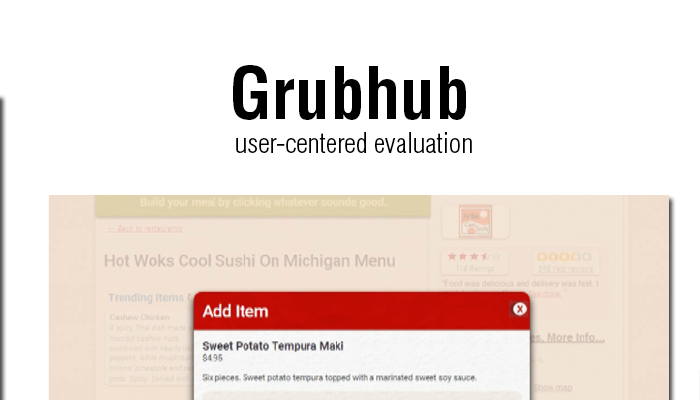 Grubhub
user-centered evaluation
Build your meal by clicking whatever sounds good.
← Back to restaurants
Hot Woks Cool Sushi On Michigan Menu
118 Ratings
"Food was delicious and delivery was fast. I
Trending Items
Add Item
X
Cashew Chicken
es, More Info...
Sweet Potato Tempura Maki
$4.95
Six pieces. Sweet potato tempura topped with a marinated sweet soy sauce.
Show map